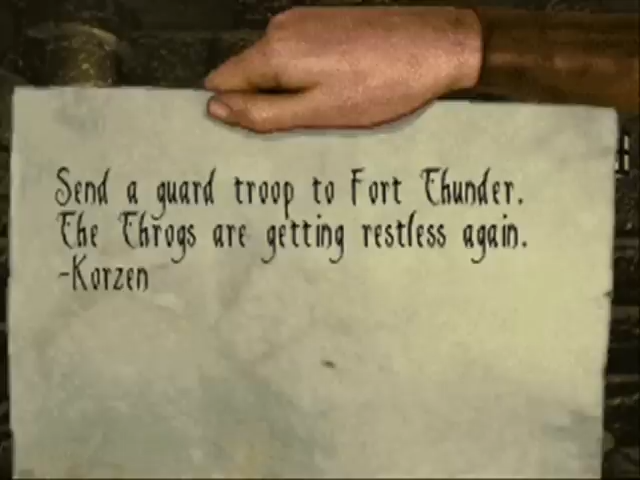 Send a guard troop to Fort Thunder.
The Throgs are getting restless again.
-Korzen